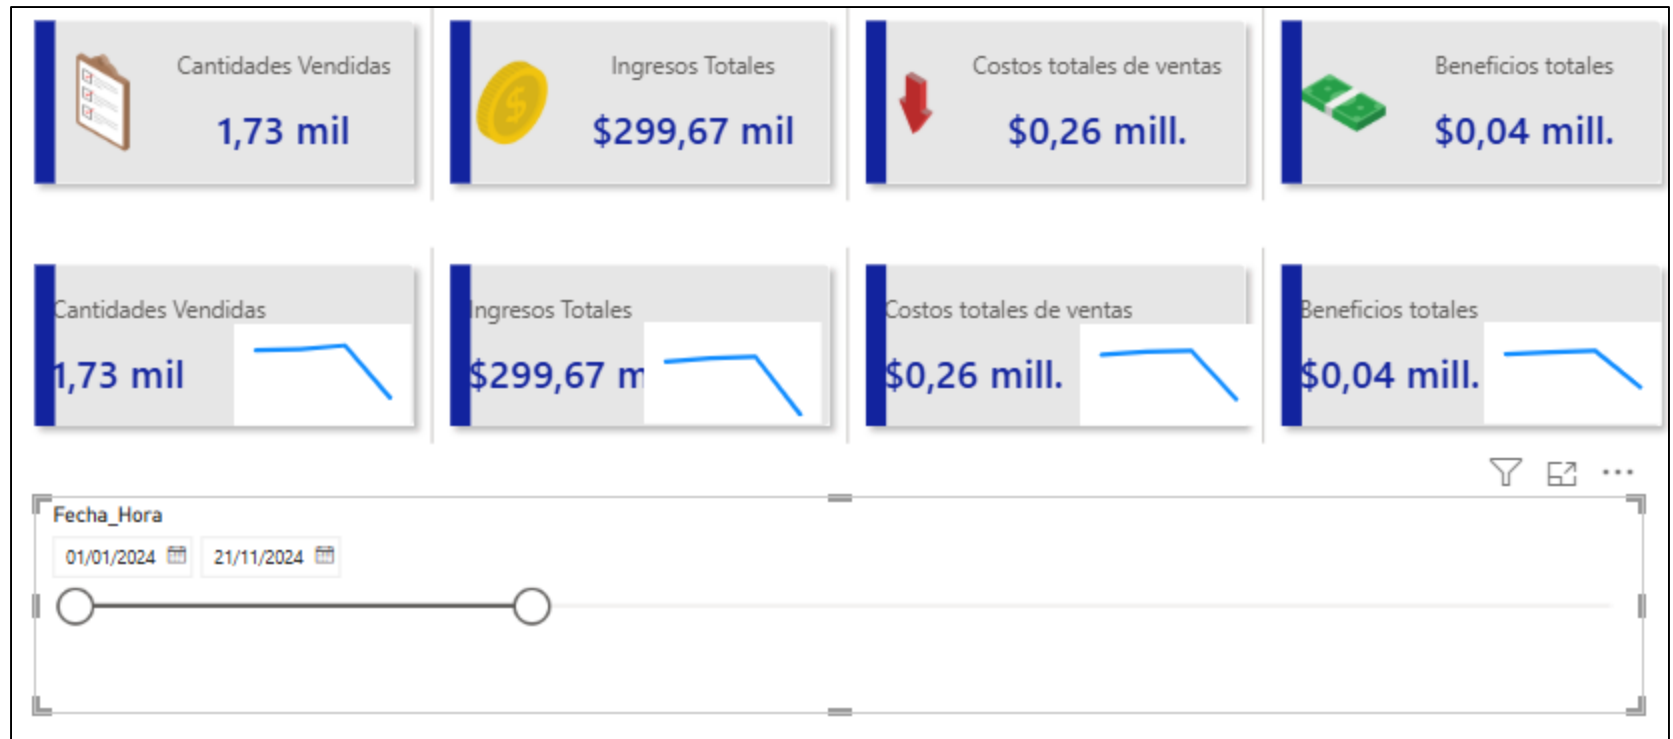 Cantidades Vendidas
1,73 mil
Ingresos Totales
$299,67 mil
Costos totales de ventas
$0,26 mill.
Beneficios totales
$0,04 mill.
Cantidades Vendidas
1,73 mil
Ingresos Totales
$299,67 m
Costos totales de ventas
$0,26 mill.
Beneficios totales
$0,04 mill.
Fecha_Hora
01/01/2024 21/11/2024